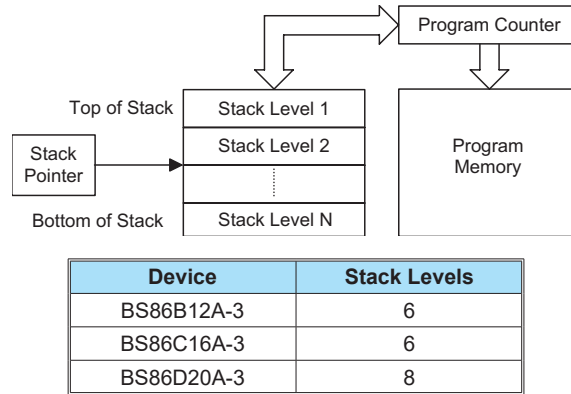 Program Counter
Top of Stack
Stack Level 1
Stack Level 2
Stack
Pointer
Program
Memory
Bottom of Stack
Stack Level N
Device Stack Levels
BS86B12A-3 6
BS86C16A-3 6
BS86D20A-3 8